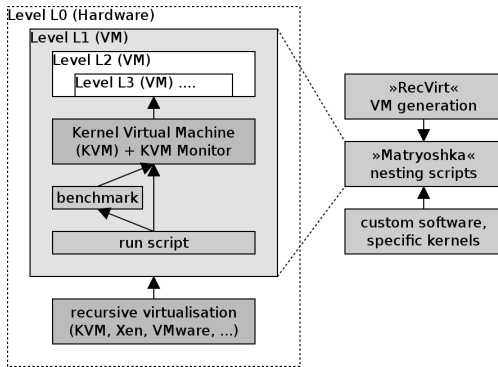 Level L0 (Hardware)
Level L1 (VM)
Level L2 (VM)
Level L3 (VM) ....
Kernel Virtual Machine
(KVM) + KVM Monitor
benchmark
run script
recursive virtualisation
(KVM, Xen, VMware, ...)
»RecVirt«
VM generation
»Matryoshka«
nesting scripts
custom software,
specific kernels